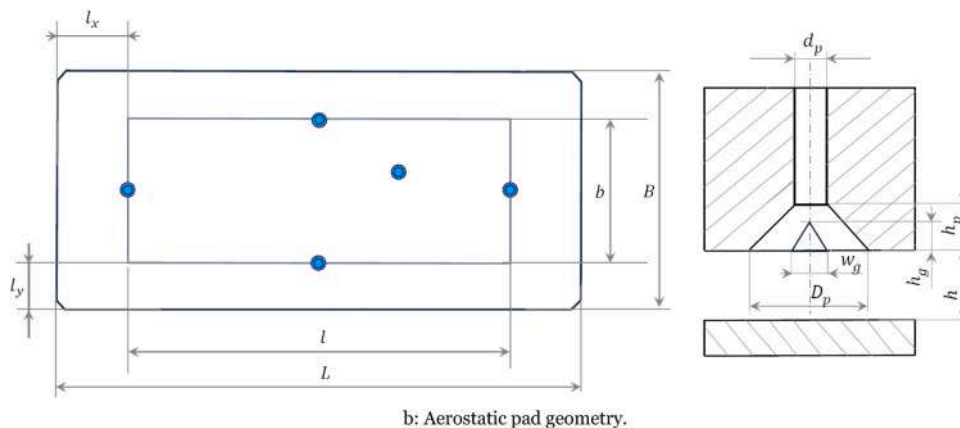 l_x
d_p
b
B
h_p
w_g
h_g
D_p
h
l_y
l
L
b: Aerostatic pad geometry.